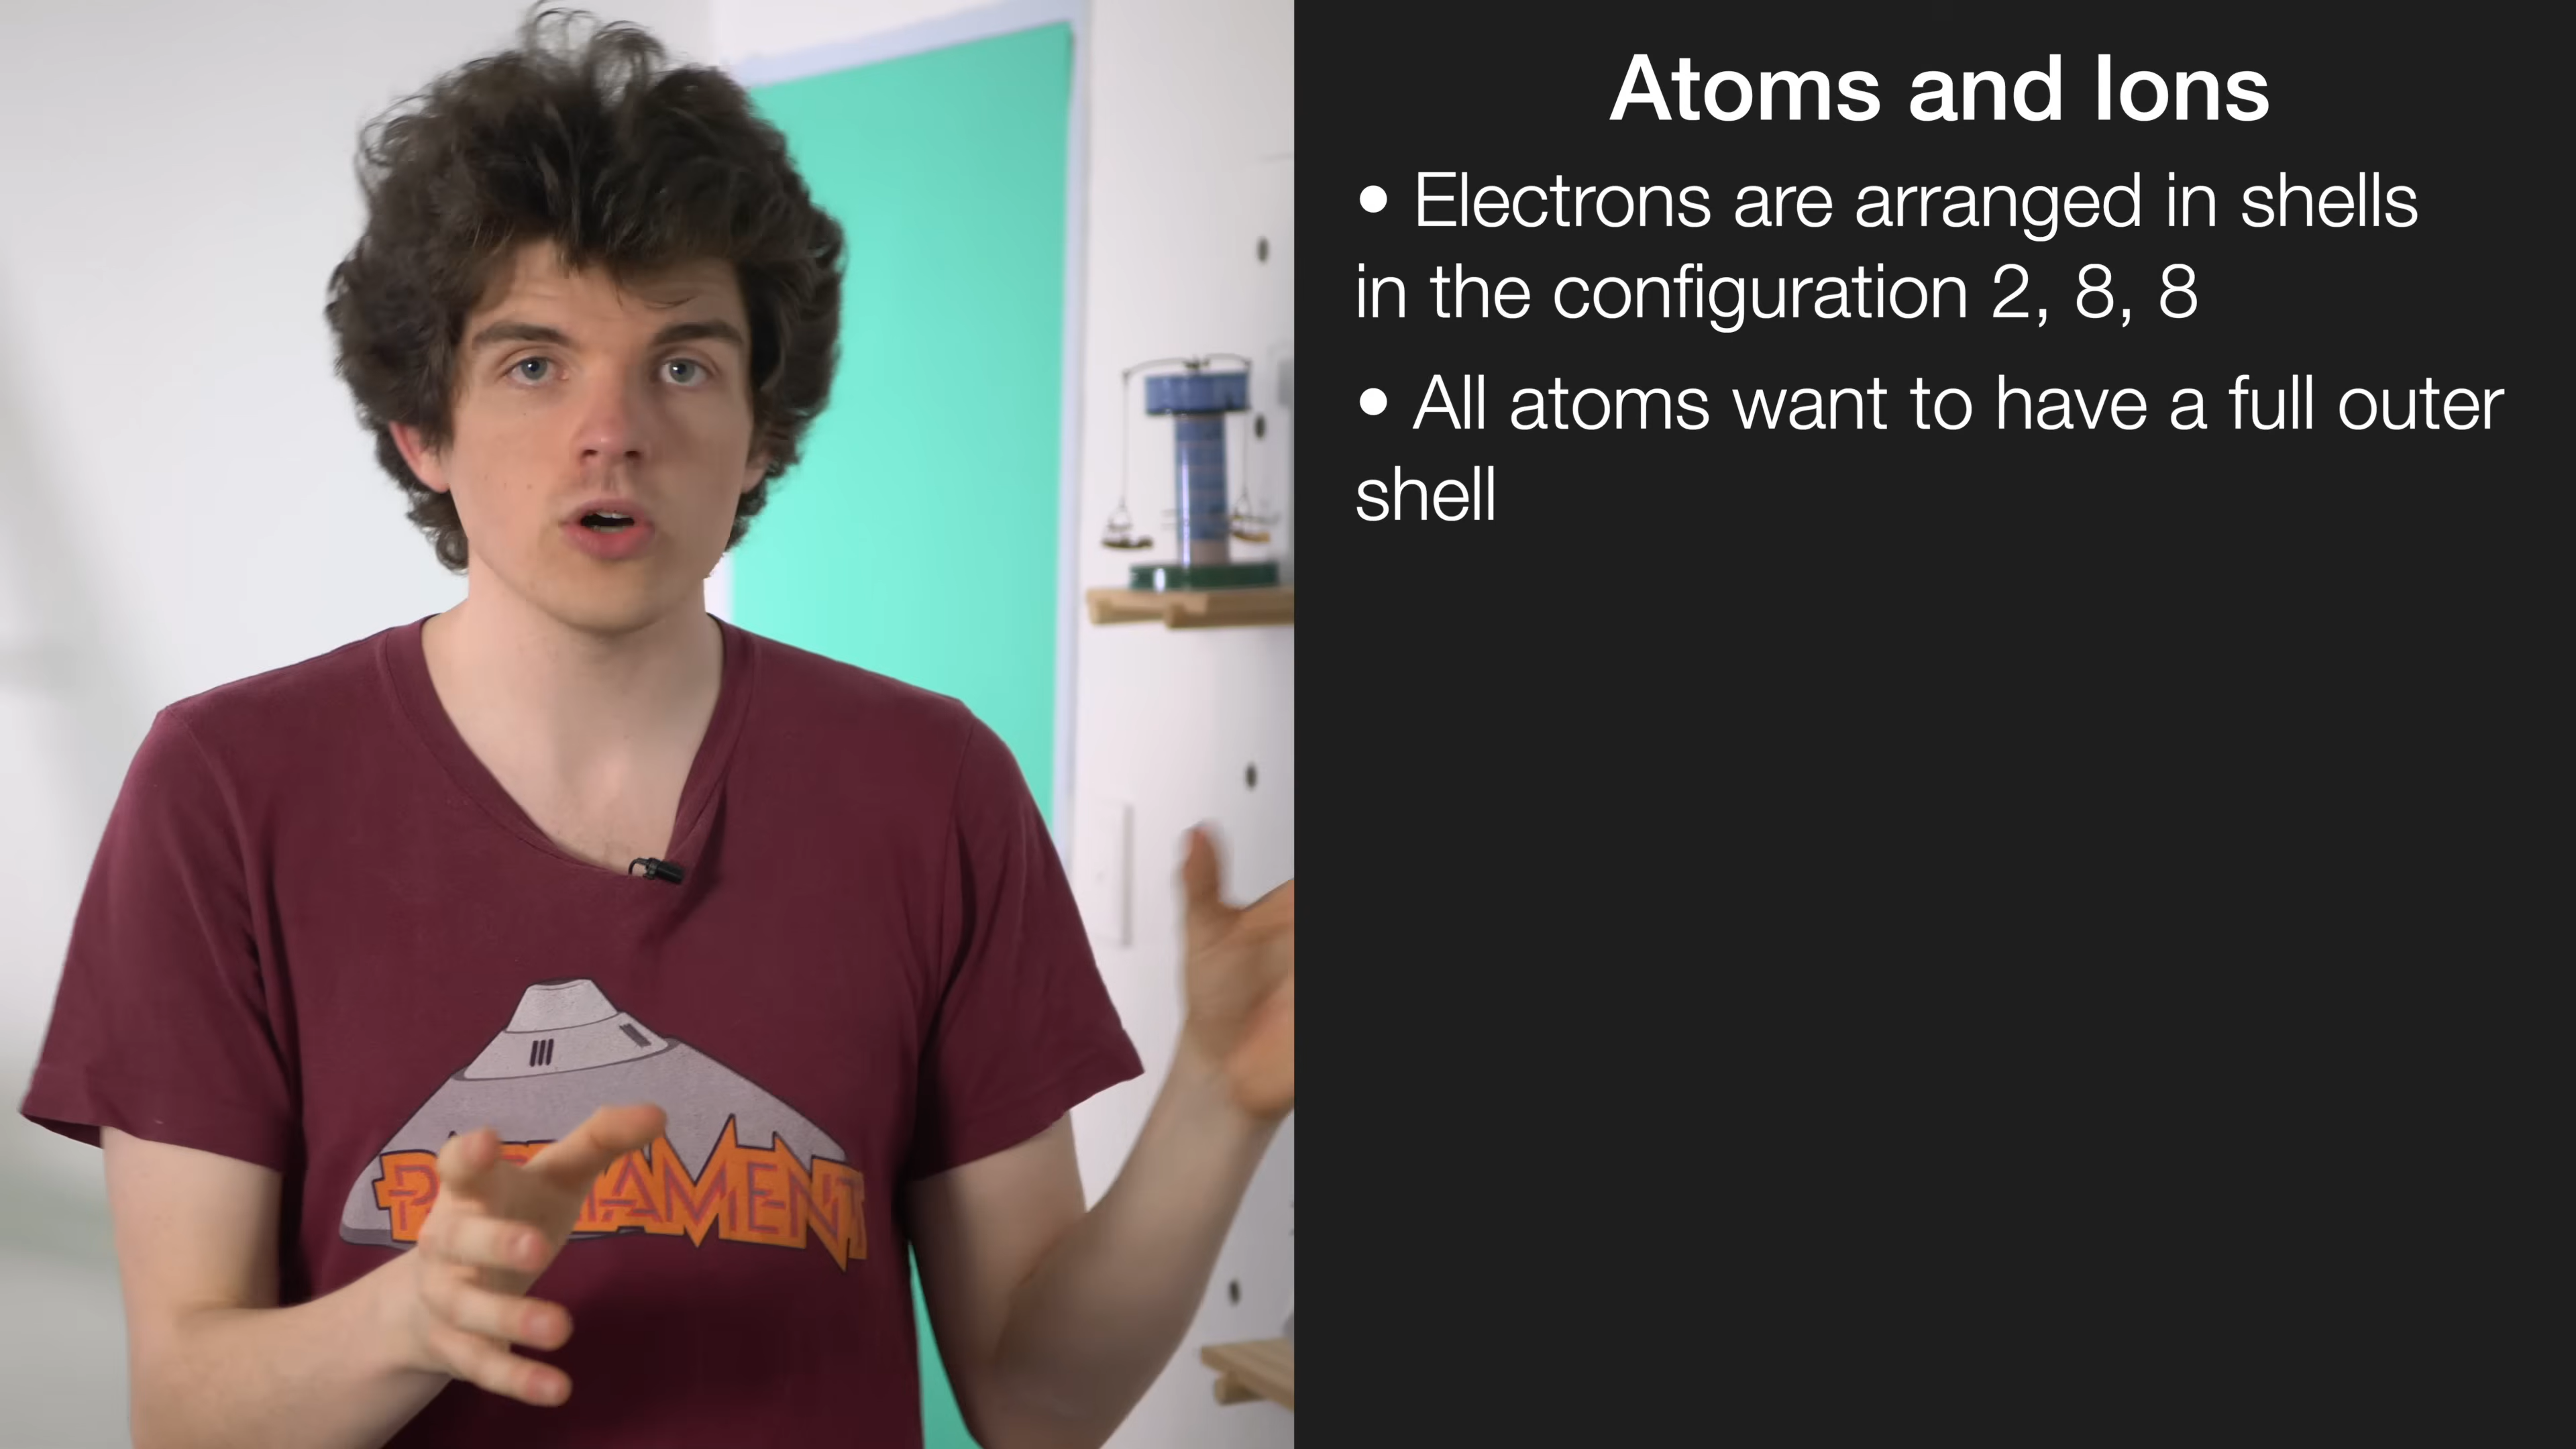 Atoms and Ions
• Electrons are arranged in shells
in the configuration 2, 8, 8
• All atoms want to have a full outer
shell